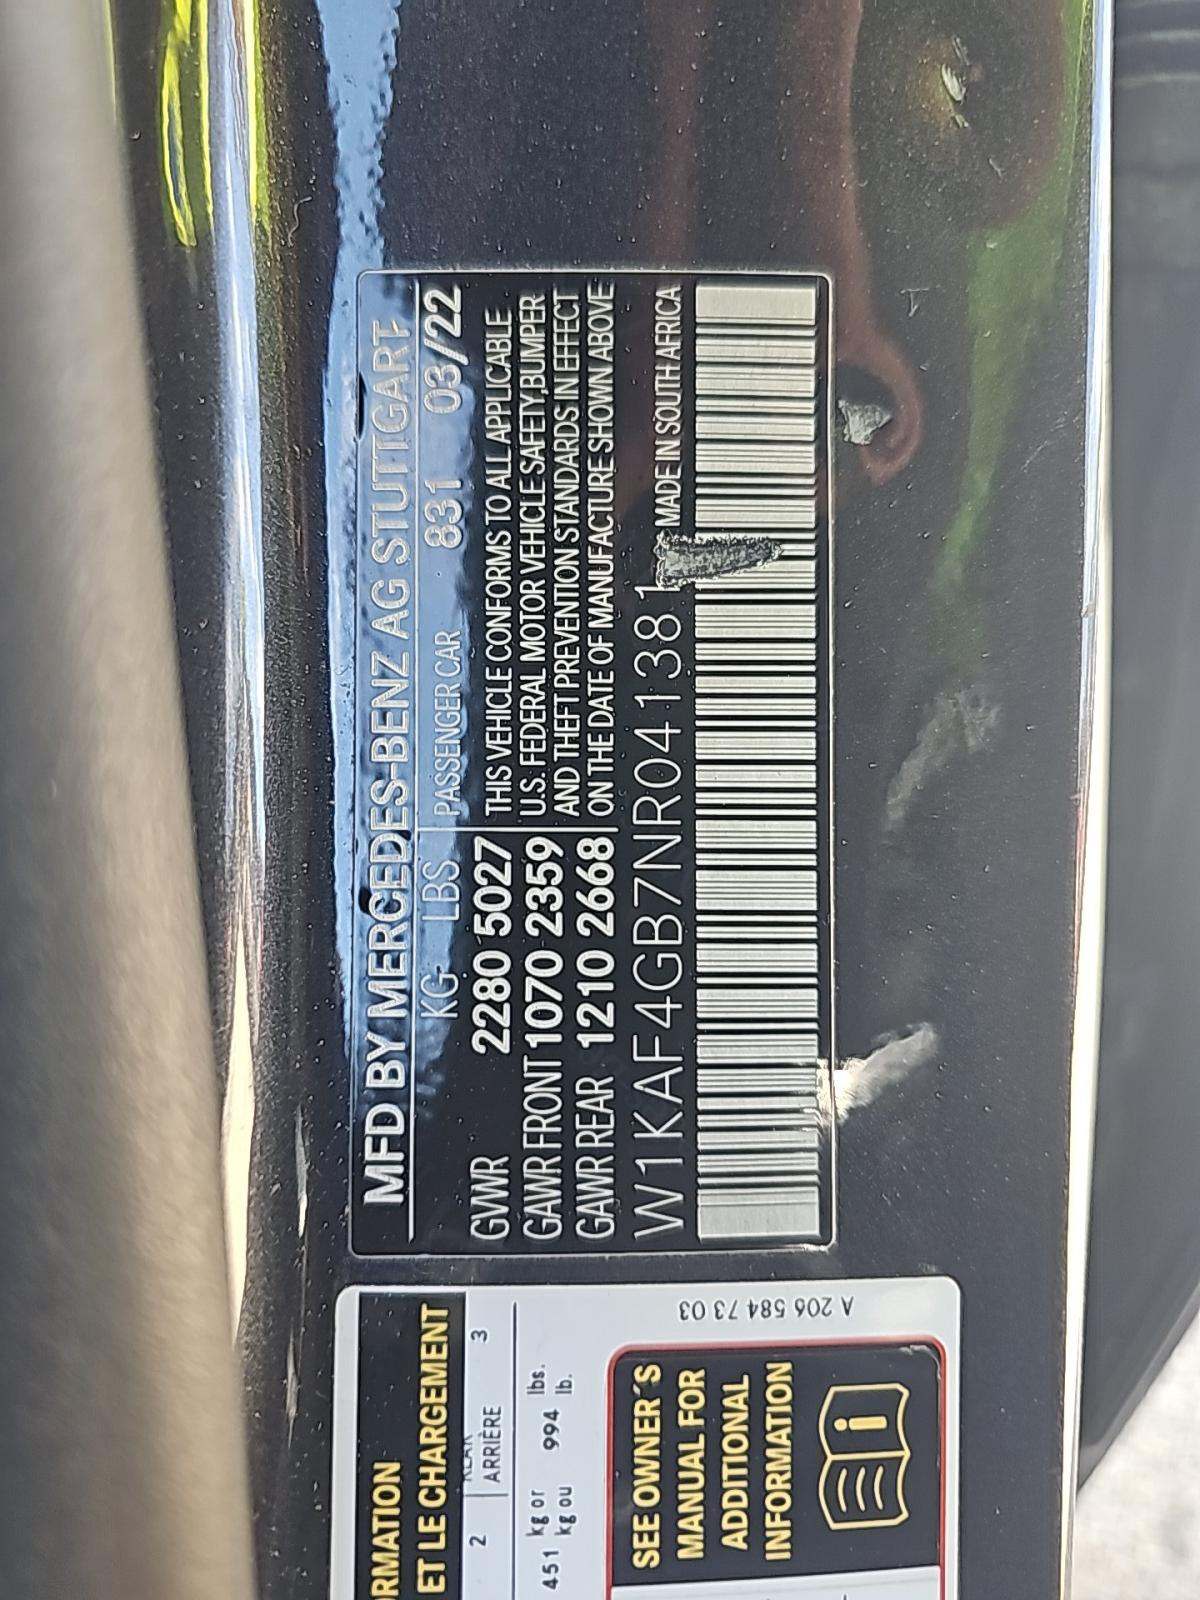 MFD BY MERCEDES-BENZ AG STUTTGART
KG LBS PASSENGER CAR 831 03/22
GVWR 2280 5027 THIS VEHICLE CONFORMS TO ALL APPLICABLE
GAWR FRONT 1070 2359 U.S. FEDERAL MOTOR VEHICLE SAFETY,BUMPER
GAWR REAR 1210 2668 AND THEFT PREVENTION STANDARDS IN EFFECT
ON THE DATE OF MANUFACTURE SHOWN ABOVE
W1KAF4GB7NR041381 MADE IN SOUTH AFRICA
ET LE CHARGEMENT
2 ARRIÈRE 3
451 kg or 994 lbs.
kg ou lb.
SEE OWNER'S
MANUAL FOR
ADDITIONAL
INFORMATION
A 206 584 73 03